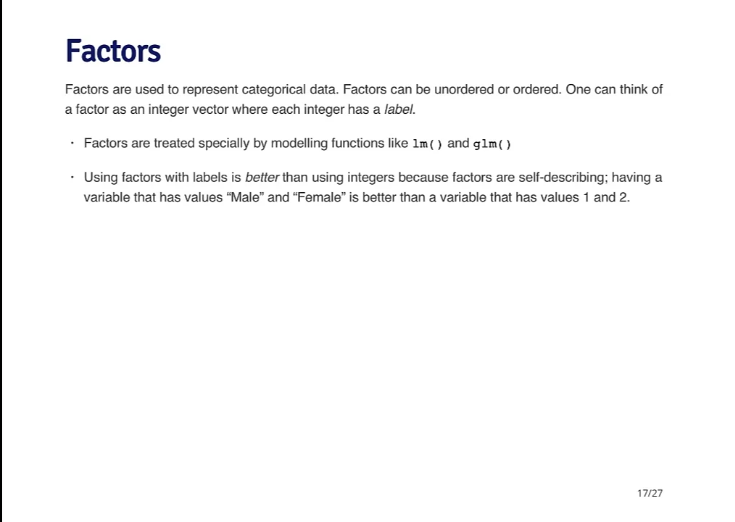 Factors
Factors are used to represent categorical data. Factors can be unordered or ordered. One can think of
a factor as an integer vector where each integer has a label.
· Factors are treated specially by modelling functions like lm() and glm()
· Using factors with labels is better than using integers because factors are self-describing; having a
variable that has values “Male” and “Female” is better than a variable that has values 1 and 2.
17/27